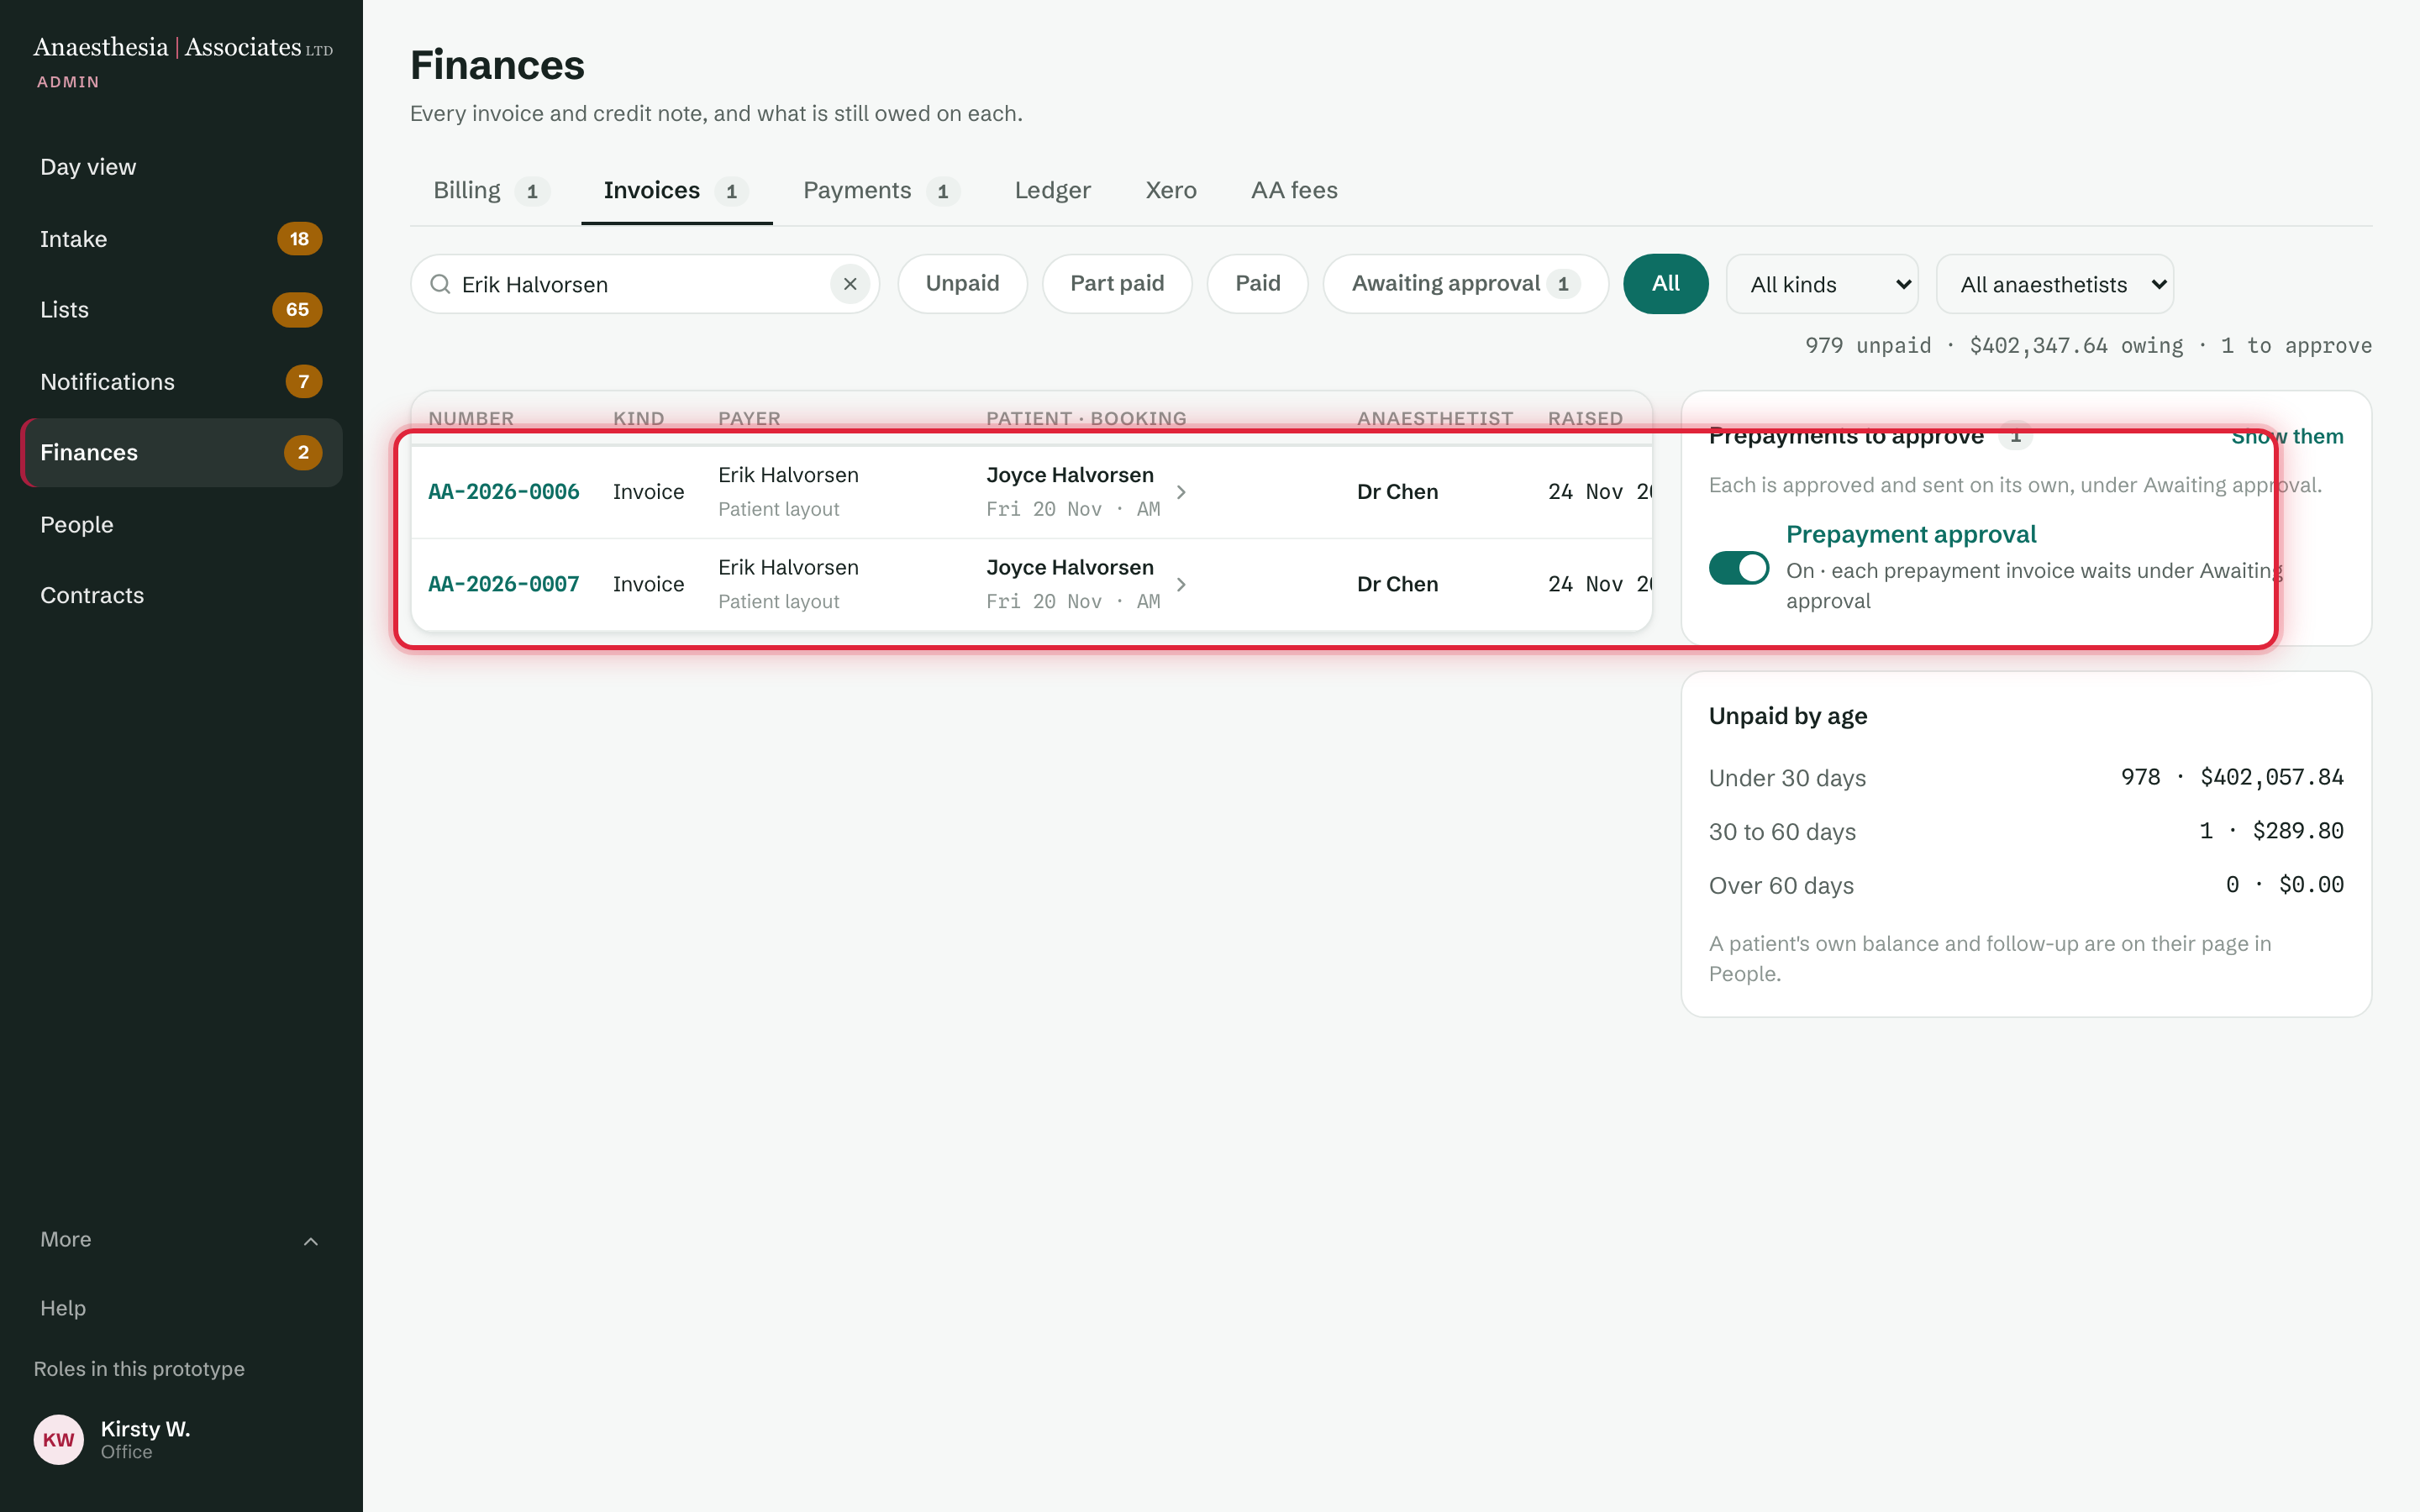 Anaesthesia | Associates LTD
ADMIN
Day view
Intake 18
Lists 65
Notifications 7
Finances 2
People
Contracts
More
Help
Roles in this prototype
KW
Kirsty W.
Office
Finances
Every invoice and credit note, and what is still owed on each.
Billing 1 Invoices 1 Payments 1 Ledger Xero AA fees
Erik Halvorsen Unpaid Part paid Paid Awaiting approval 1 All All kinds All anaesthetists
979 unpaid · $402,347.64 owing · 1 to approve
NUMBER KIND PAYER PATIENT · BOOKING ANAESTHETIST RAISED
AA-2026-0006 Invoice Erik Halvorsen Joyce Halvorsen Dr Chen 24 Nov
Patient layout Fri 20 Nov · AM
AA-2026-0007 Invoice Erik Halvorsen Joyce Halvorsen Dr Chen 24 Nov
Patient layout Fri 20 Nov · AM
Prepayments to approve 1 Show them
Each is approved and sent on its own, under Awaiting approval.
Prepayment approval
On · each prepayment invoice waits under Awaiting
approval
Unpaid by age
Under 30 days 978 · $402,057.84
30 to 60 days 1 · $289.80
Over 60 days 0 · $0.00
A patient's own balance and follow-up are on their page in
People.